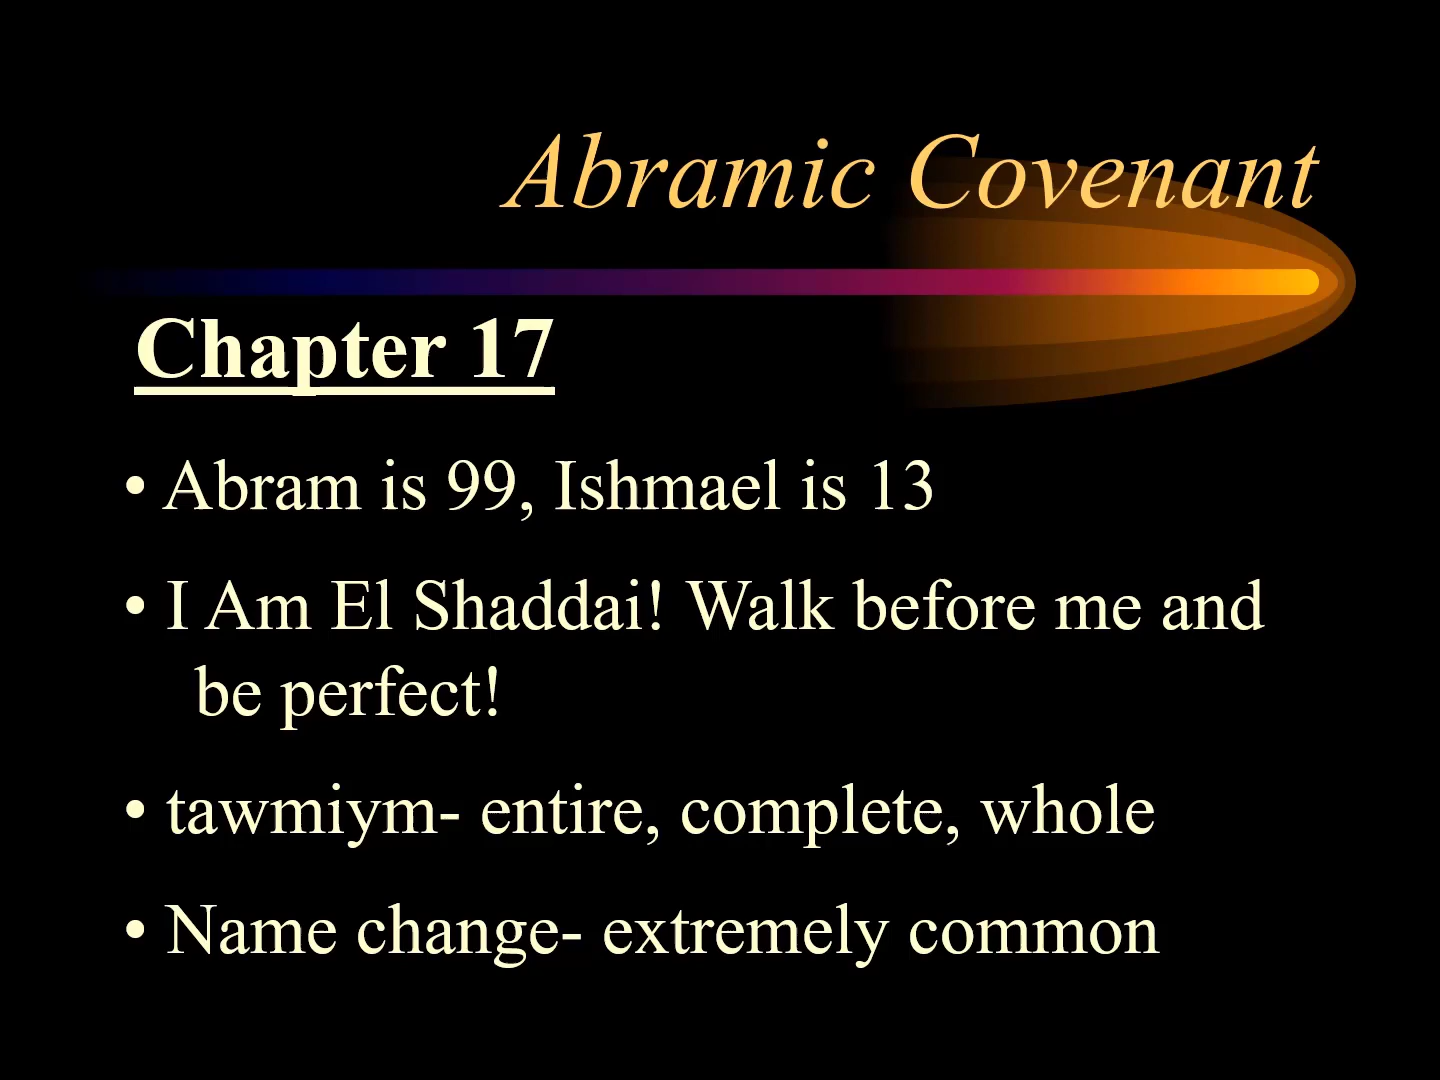 Abramic Covenant
Chapter 17
• Abram is 99, Ishmael is 13
• I Am El Shaddai! Walk before me and
be perfect!
• tawmiym- entire, complete, whole
• Name change- extremely common